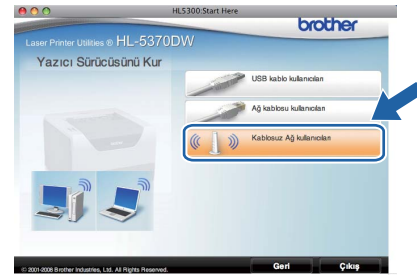 HL5300:Start Here
brother
Laser Printer Utilities ® HL-5370DW
Yazıcı Sürücüsünü Kur
USB kablo kullanıcıları
Ağ kablosu kullanıcıları
Kablosuz Ağ kullanıcıları
© 2001-2008 Brother Industries, Ltd. All Rights Reserved.
Geri Çıkış